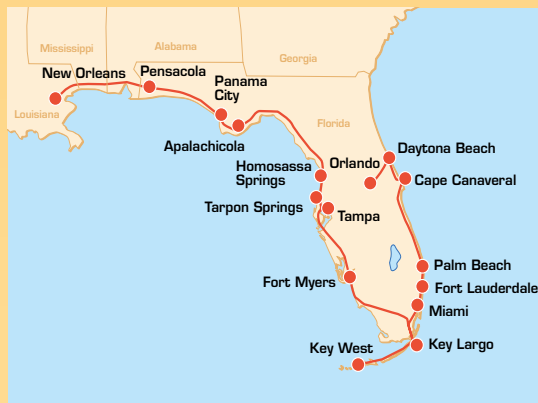 Mississippi
Alabama
Georgia
New Orleans
Pensacola
Panama
City
Louisiana
Florida
Apalachicola
Daytona Beach
Orlando
Homosassa
Springs
Cape Canaveral
Tarpon Springs
Tampa
Palm Beach
Fort Myers
Fort Lauderdale
Miami
Key West
Key Largo